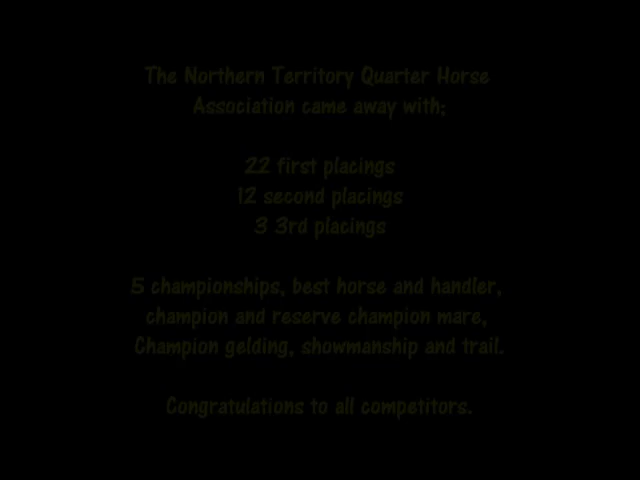 The Northern Territory Quarter Horse
Association came away with;
22 first placings
12 second placings
3 3rd placings
5 championships, best horse and handler,
champion and reserve champion mare,
Champion gelding, showmanship and trail.
Congratulations to all competitors.